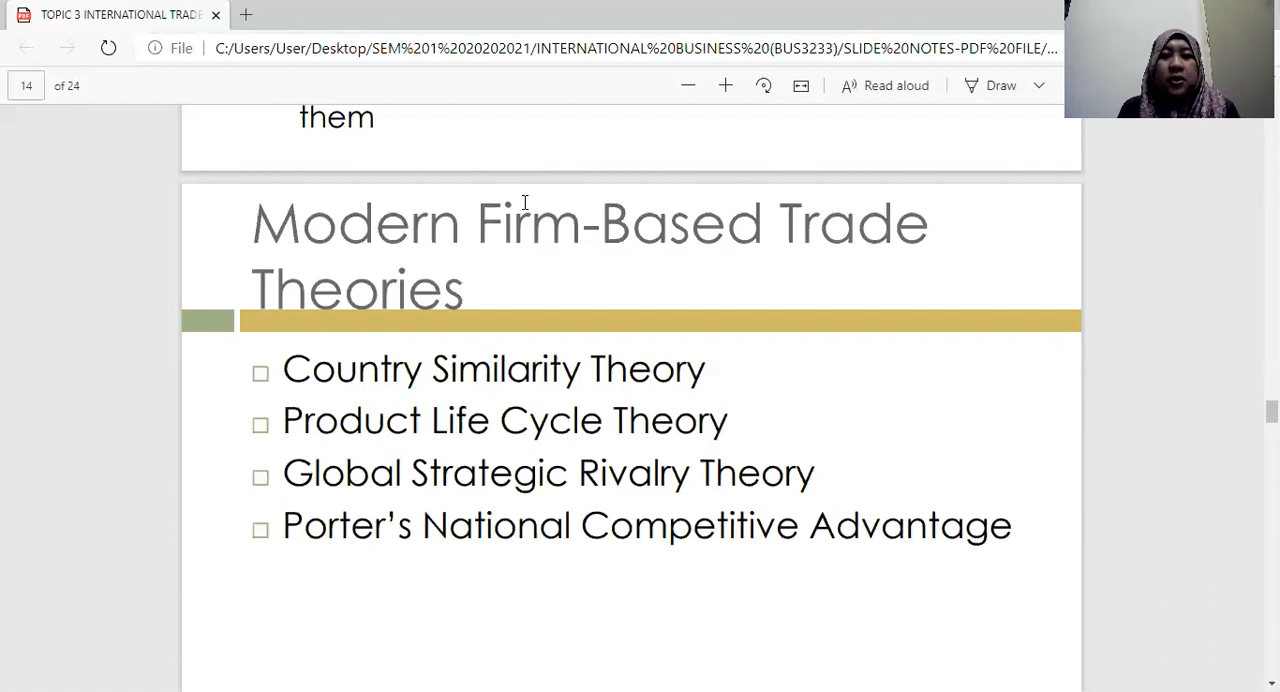 TOPIC 3 INTERNATIONAL TRADE
File
C:/Users/User/Desktop/SEM%201%2020202021/INTERNATIONAL%20BUSINESS%20(BUS3233)/SLIDE%20NOTES-PDF%20FILE/...
14 of 24
Read aloud
Draw
them
Modern Firm-Based Trade
Theories
Country Similarity Theory
Product Life Cycle Theory
Global Strategic Rivalry Theory
Porter’s National Competitive Advantage